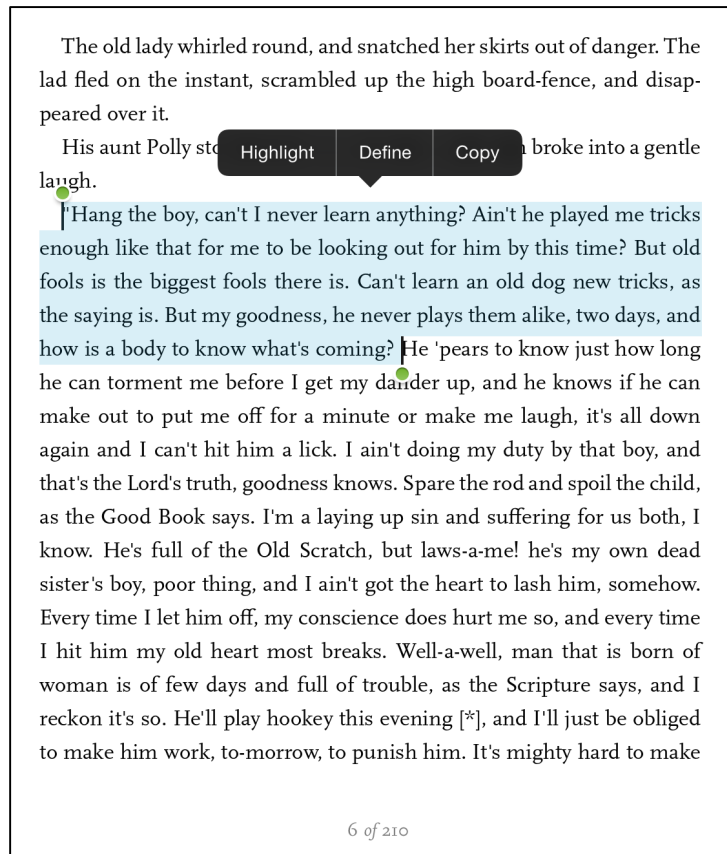 The old lady whirled round, and snatched her skirts out of danger. The
lad fled on the instant, scrambled up the high board-fence, and disap-
peared over it.
Highlight Define Copy
His aunt Polly broke into a gentle
laugh.
"Hang the boy, can't I never learn anything? Ain't he played me tricks
enough like that for me to be looking out for him by this time? But old
fools is the biggest fools there is. Can't learn an old dog new tricks, as
the saying is. But my goodness, he never plays them alike, two days, and
how is a body to know what's coming? He 'pears to know just how long
he can torment me before I get my dander up, and he knows if he can
make out to put me off for a minute or make me laugh, it's all down
again and I can't hit him a lick. I ain't doing my duty by that boy, and
that's the Lord's truth, goodness knows. Spare the rod and spoil the child,
as the Good Book says. I'm a laying up sin and suffering for us both, I
know. He's full of the Old Scratch, but laws-a-me! he's my own dead
sister's boy, poor thing, and I ain't got the heart to lash him, somehow.
Every time I let him off, my conscience does hurt me so, and every time
I hit him my old heart most breaks. Well-a-well, man that is born of
woman is of few days and full of trouble, as the Scripture says, and I
reckon it's so. He'll play hookey this evening [*], and I'll just be obliged
to make him work, to-morrow, to punish him. It's mighty hard to make
6 of 210